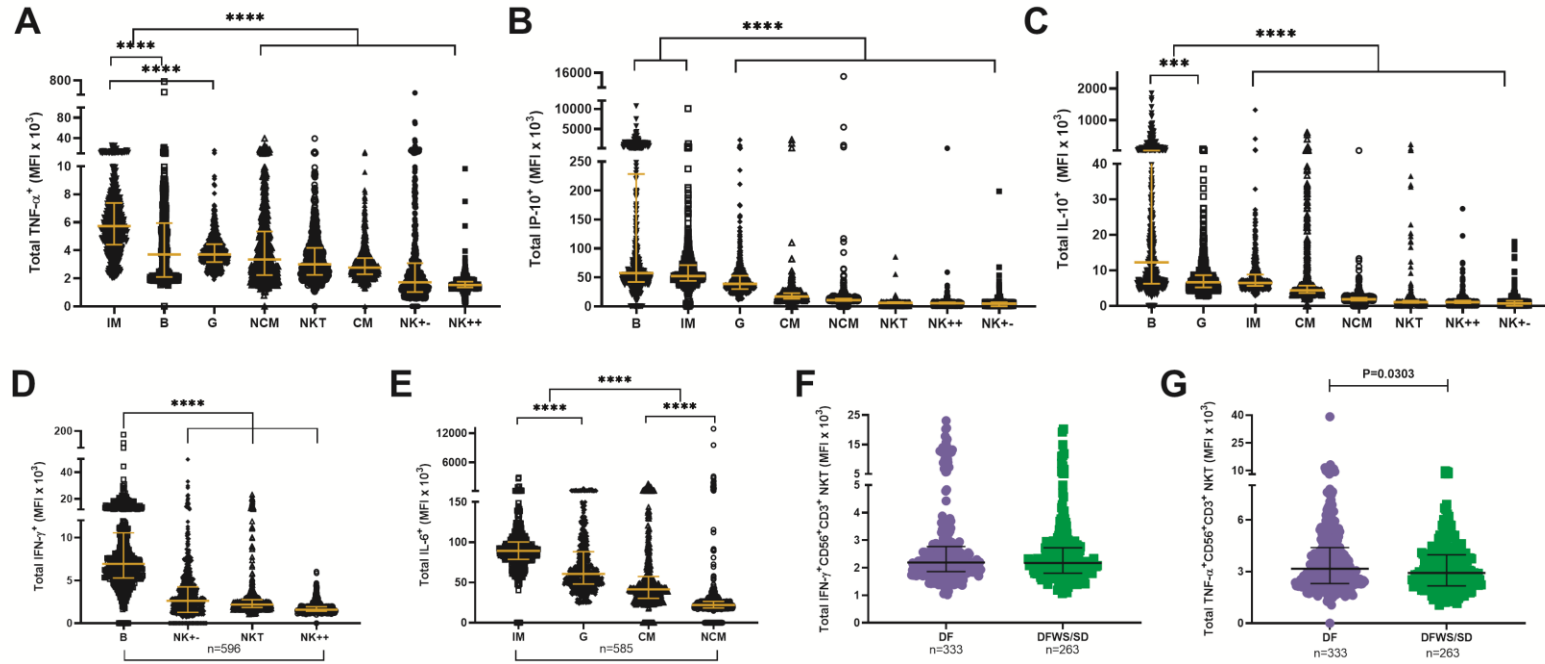 A
****
****
****
Total TNF-α⁺ (MFI x 10³)
800
80
40
10
8
6
4
2
0
IM B G NCM NKT CM NK+- NK++
B
****
Total IP-10⁺ (MFI x 10³)
16000
10000
5000
250
200
150
100
50
0
B IM G CM NCM NKT NK++ NK+-
C
****
***
Total IL-10⁺ (MFI x 10³)
2000
1000
40
30
20
10
0
B G IM CM NCM NKT NK++ NK+-
D
****
Total IFN-γ⁺ (MFI x 10³)
200
40
20
10
5
0
B NK+- NKT NK++
n=596
E
****
****
****
Total IL-6⁺ (MFI x 10³)
12000
6000
150
100
50
0
IM G CM NCM
n=585
F
Total IFN-γ⁺CD56⁺CD3⁺ NKT (MFI x 10³)
25
15
5
5
4
3
2
1
0
DF DFWS/SD
n=333 n=263
G
P=0.0303
Total TNF-α⁺CD56⁺CD3⁺ NKT (MFI x 10³)
40
25
10
6
3
0
DF DFWS/SD
n=333 n=263